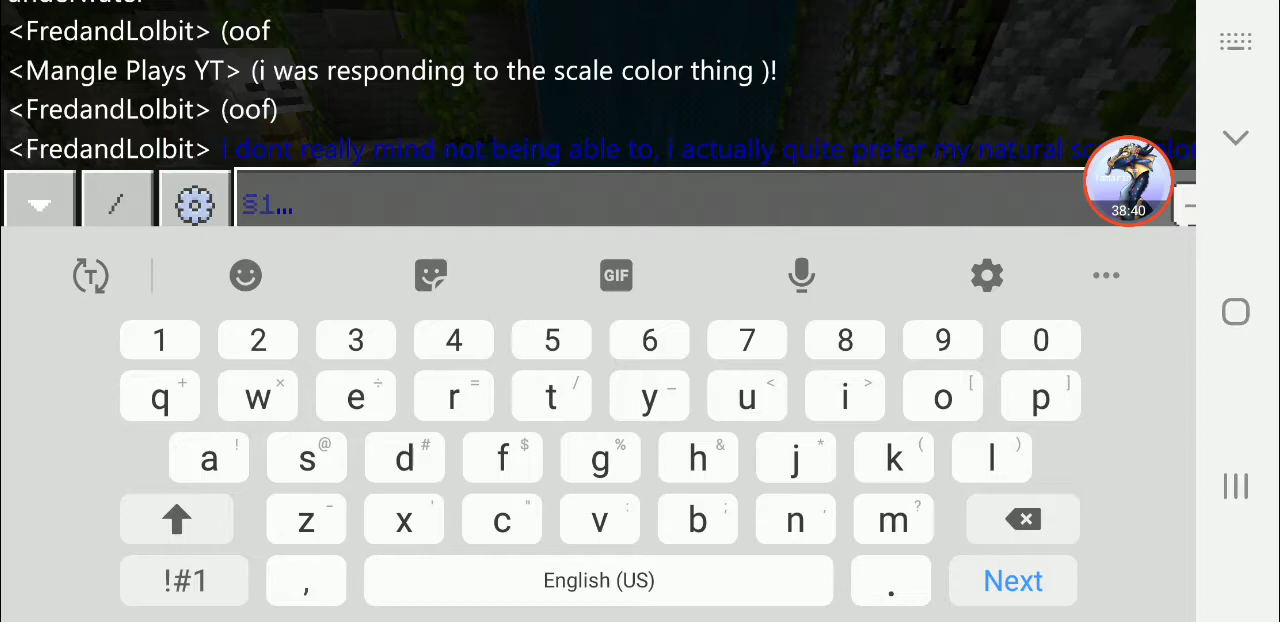 <FredandLolbit> (oof
<Mangle Plays YT> (i was responding to the scale color thing )!
<FredandLolbit> (oof)
<FredandLolbit> i dont really mind not being able to, i actually quite prefer my natural
/ §1...
38:40
T GIF
1 2 3 4 5 6 7 8 9 0
q + w × e ÷ r = t / y _ u < i > o [ p ]
a ! s @ d # f $ g % h & j * k ( l )
z - x ' c " v : b ; n , m ?
!#1 , English (US) . Next